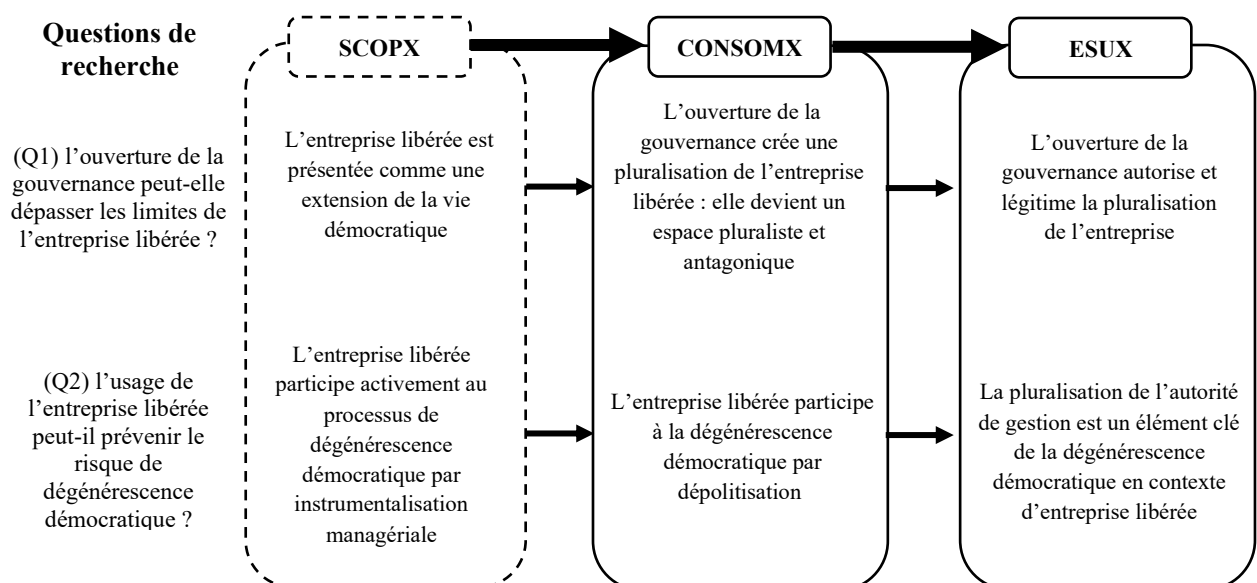 Questions de
recherche
SCOPX
CONSOMX
ESUX
(Q1) l’ouverture de la
gouvernance peut-elle
dépasser les limites de
l’entreprise libérée ?
L’entreprise libérée est
présentée comme une
extension de la vie
démocratique
L’ouverture de la
gouvernance crée une
pluralisation de l’entreprise
libérée : elle devient un
espace pluraliste et
antagonique
L’ouverture de la
gouvernance autorise et
légitime la pluralisation
de l’entreprise
(Q2) l’usage de
l’entreprise libérée
peut-il prévenir le
risque de
dégénérescence
démocratique ?
L’entreprise libérée
participe activement au
processus de
dégénérescence
démocratique par
instrumentalisation
managériale
L’entreprise libérée participe
à la dégénérescence
démocratique par
dépolitisation
La pluralisation de l’autorité
de gestion est un élément clé
de la dégénérescence
démocratique en contexte
d’entreprise libérée